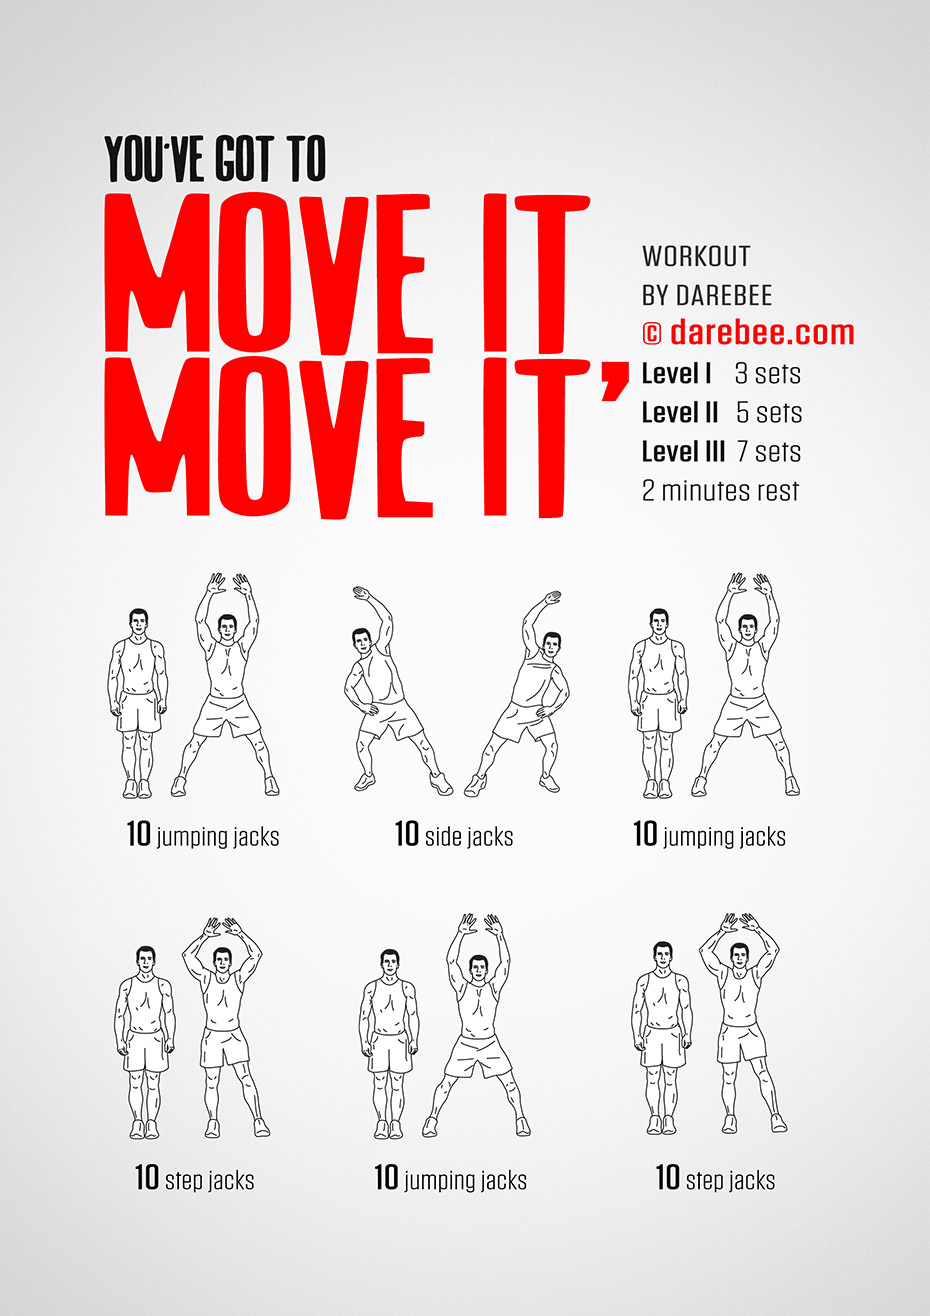 YOU'VE GOT TO
MOVE IT
MOVE IT’
WORKOUT
BY DAREBEE
© darebee.com
Level I 3 sets
Level II 5 sets
Level III 7 sets
2 minutes rest
10 jumping jacks
10 side jacks
10 jumping jacks
10 step jacks
10 jumping jacks
10 step jacks